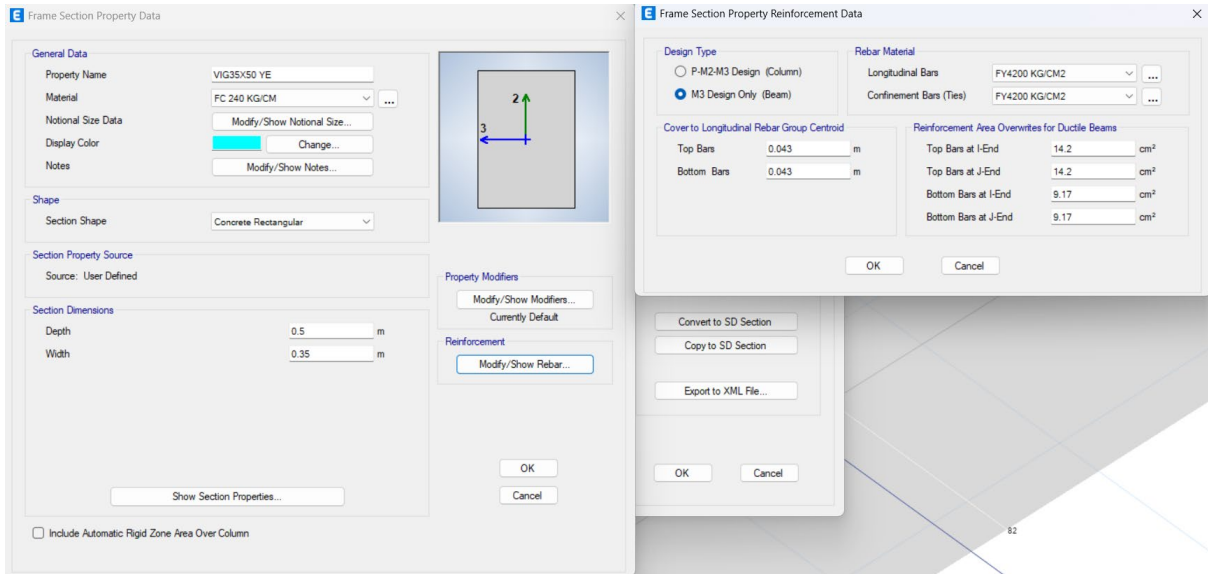 Frame Section Property Data
General Data
Property Name VIG35X50 YE
Material FC 240 KG/CM ...
Notional Size Data Modify/Show Notional Size...
Display Color Change...
Notes Modify/Show Notes...
Shape
Section Shape Concrete Rectangular
Section Property Source
Source: User Defined
Section Dimensions
Depth 0.5 m
Width 0.35 m
Show Section Properties...
Include Automatic Rigid Zone Area Over Column
2
3
Property Modifiers
Modify/Show Modifiers...
Currently Default
Reinforcement
Modify/Show Rebar...
OK
Cancel
Frame Section Property Reinforcement Data
Design Type
P-M2-M3 Design (Column)
M3 Design Only (Beam)
Rebar Material
Longitudinal Bars FY4200 KG/CM2 ...
Confinement Bars (Ties) FY4200 KG/CM2 ...
Cover to Longitudinal Rebar Group Centroid
Top Bars 0.043 m
Bottom Bars 0.043 m
Reinforcement Area Overwrites for Ductile Beams
Top Bars at I-End 14.2 cm²
Top Bars at J-End 14.2 cm²
Bottom Bars at I-End 9.17 cm²
Bottom Bars at J-End 9.17 cm²
OK Cancel
Convert to SD Section
Copy to SD Section
Export to XML File...
OK Cancel
82